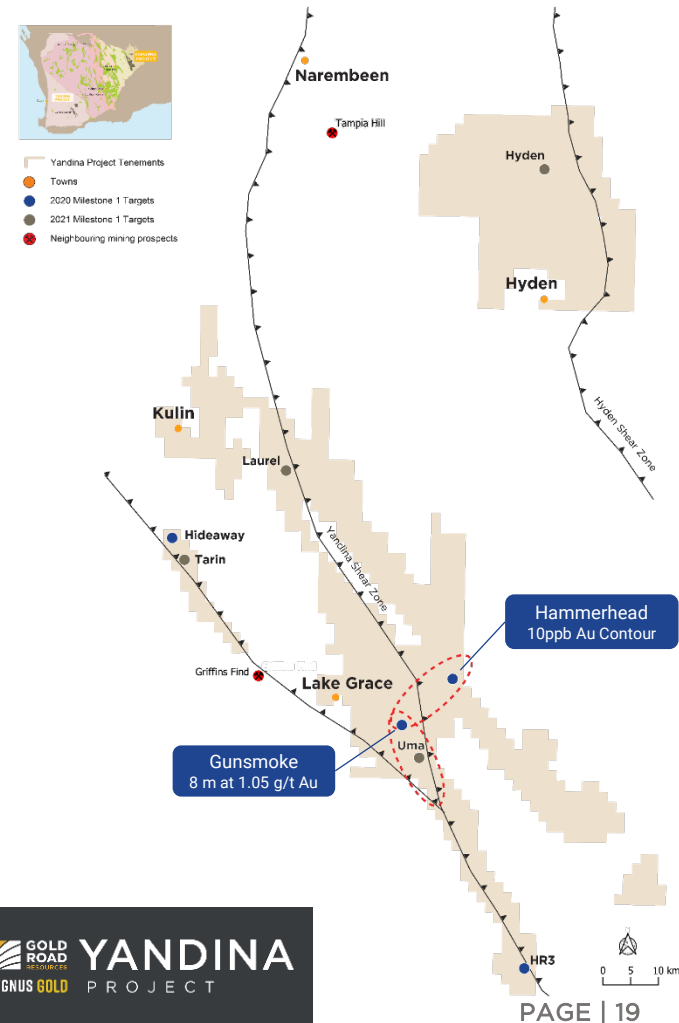 Narembeen
Tampia Hill
Hyden
Yandina Project Tenements
Towns
2020 Milestone 1 Targets
2021 Milestone 1 Targets
Neighbouring mining prospects
Hyden
Hyden Shear Zone
Kulin
Laurel
Yandina Shear Zone
Hideaway
Tarin
Hammerhead
10ppb Au Contour
Griffins Find
Lake Grace
Gunsmoke
8 m at 1.05 g/t Au
Uma
HR3
0 5 10 km
GOLD
ROAD
RESOURCES
GNUS GOLD
YANDINA
PROJECT
PAGE | 19